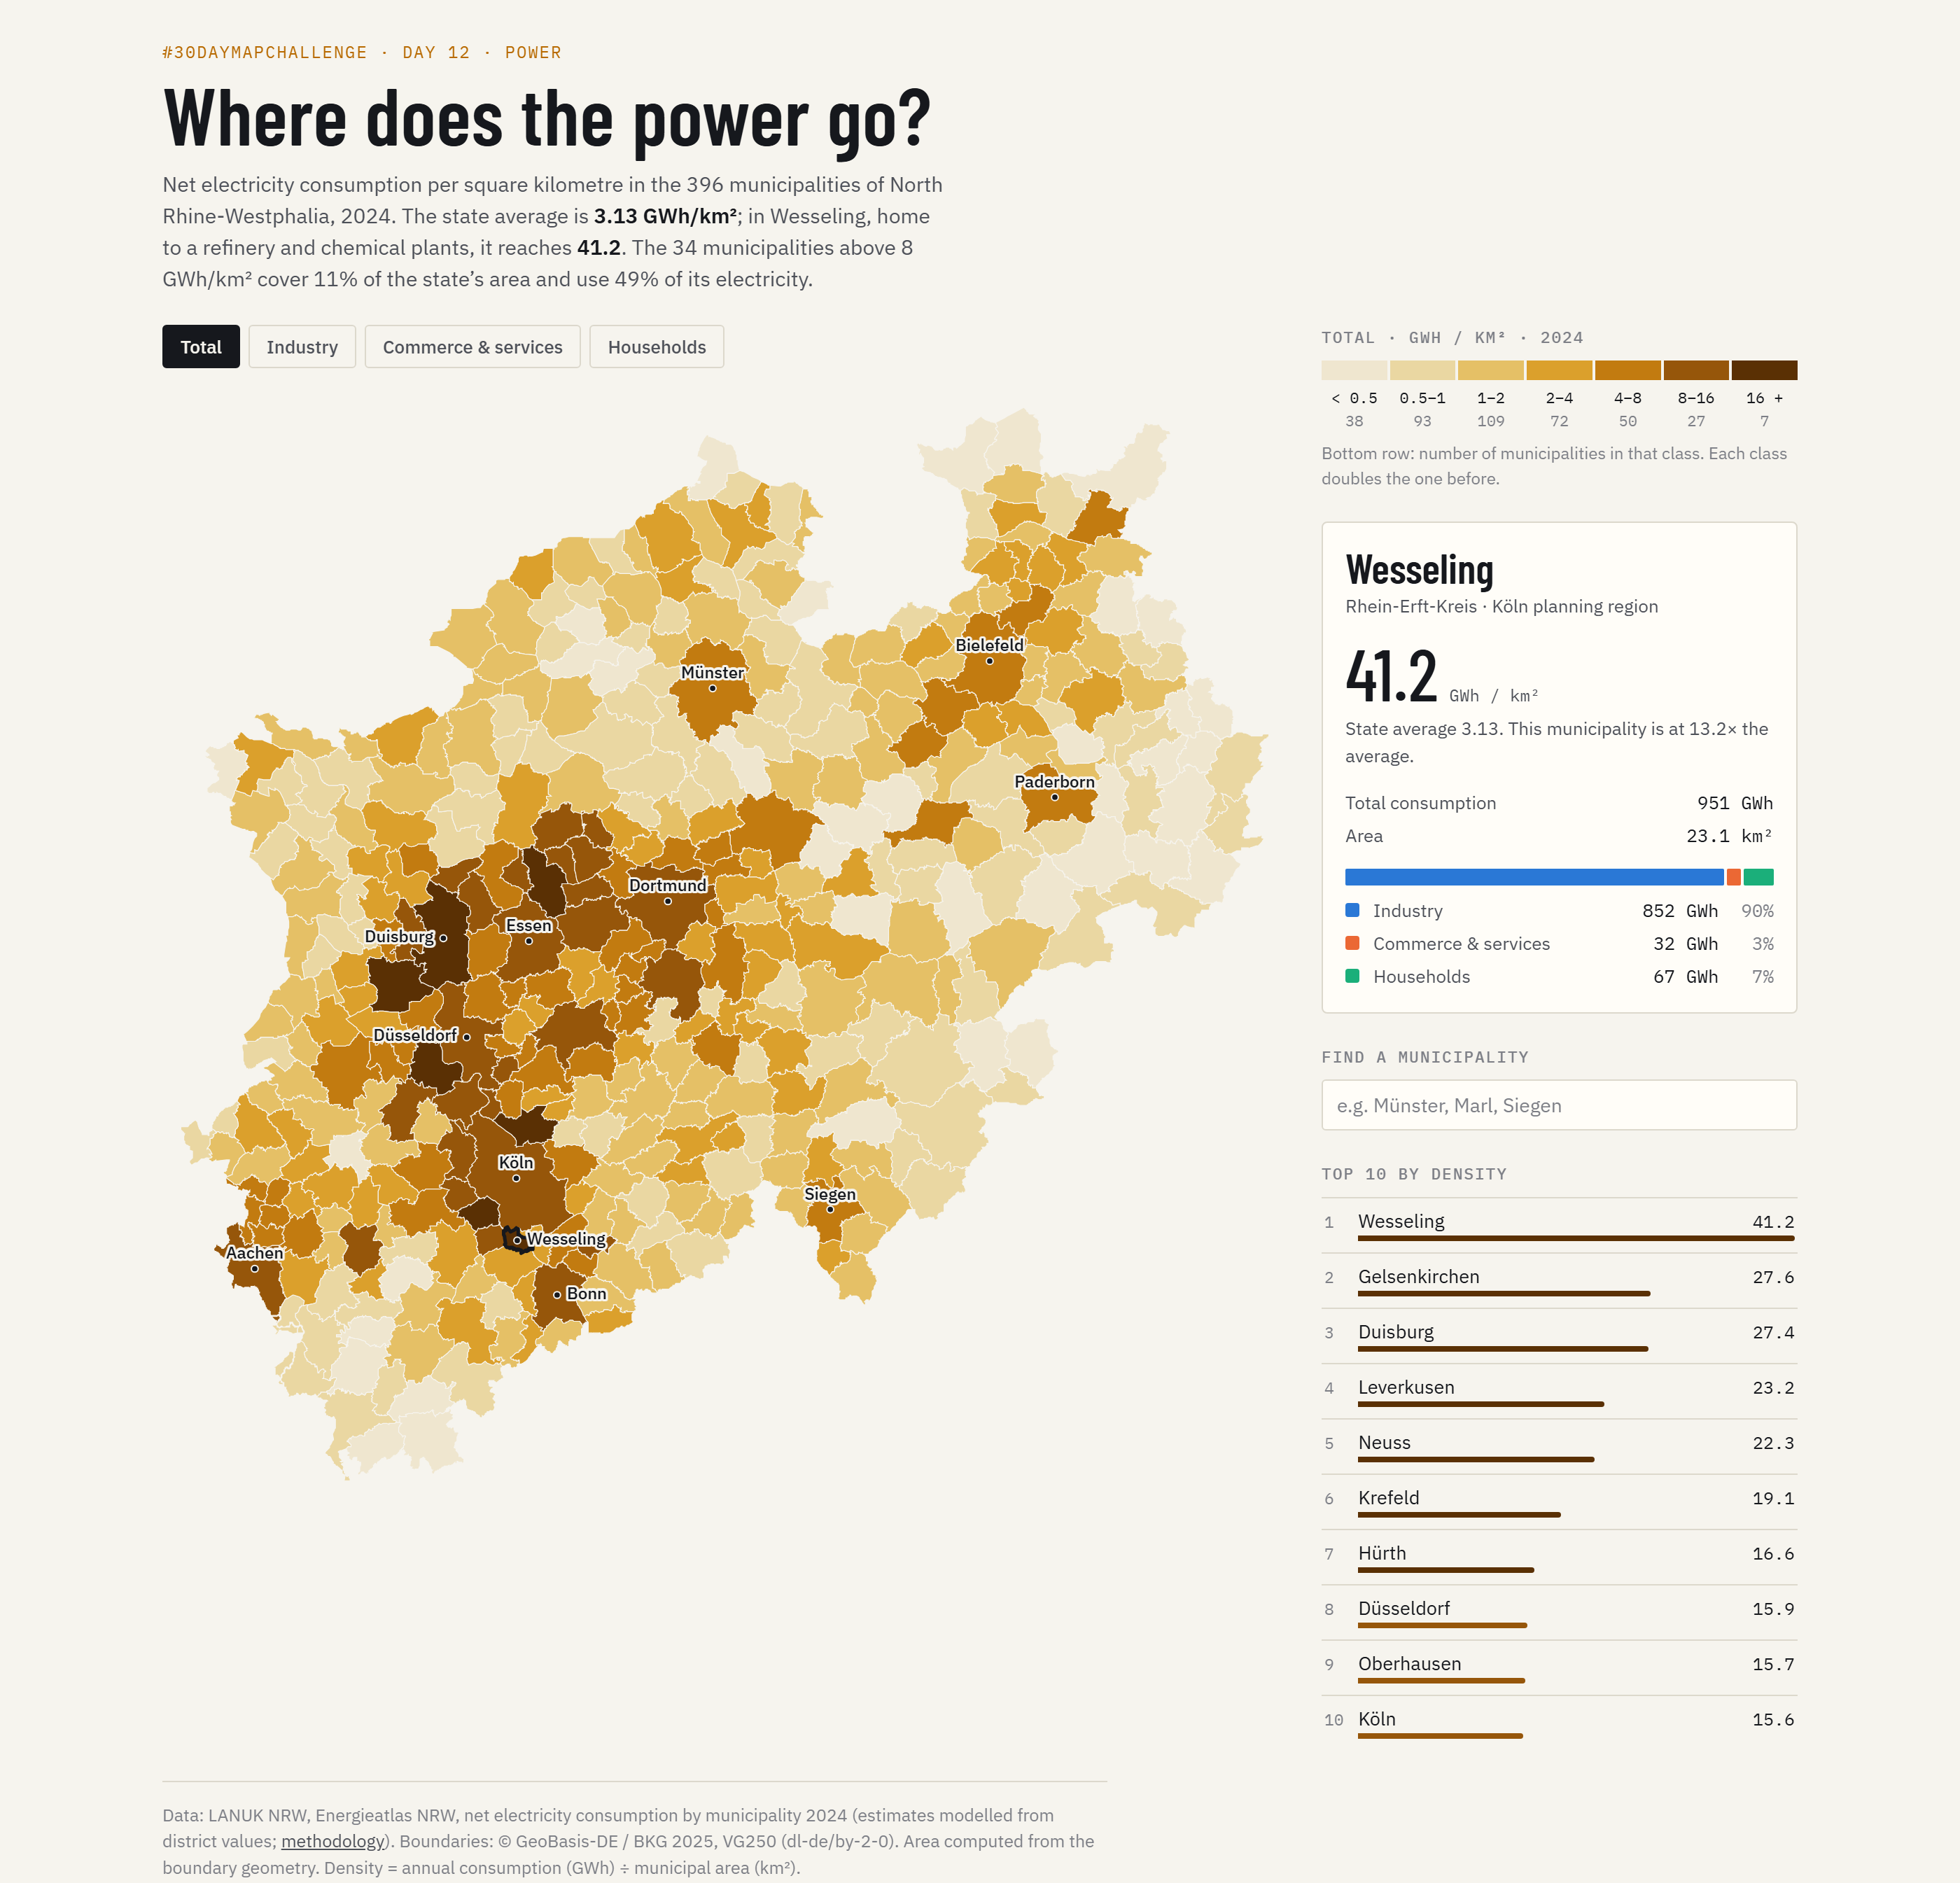 #30DAYMAPCHALLENGE · DAY 12 · POWER
Where does the power go?
Net electricity consumption per square kilometre in the 396 municipalities of North
Rhine-Westphalia, 2024. The state average is 3.13 GWh/km²; in Wesseling, home
to a refinery and chemical plants, it reaches 41.2. The 34 municipalities above 8
GWh/km² cover 11% of the state’s area and use 49% of its electricity.
Total Industry Commerce & services Households
Bielefeld
Münster
Paderborn
Dortmund
Essen
Duisburg
Düsseldorf
Köln
Siegen
Wesseling
Aachen
Bonn
TOTAL · GWH / KM² · 2024
< 0.5 0.5–1 1–2 2–4 4–8 8–16 16 +
38 93 109 72 50 27 7
Bottom row: number of municipalities in that class. Each class
doubles the one before.
Wesseling
Rhein-Erft-Kreis · Köln planning region
41.2 GWh / km²
State average 3.13. This municipality is at 13.2× the
average.
Total consumption 951 GWh
Area 23.1 km²
Industry 852 GWh 90%
Commerce & services 32 GWh 3%
Households 67 GWh 7%
FIND A MUNICIPALITY
e.g. Münster, Marl, Siegen
TOP 10 BY DENSITY
1 Wesseling 41.2
2 Gelsenkirchen 27.6
3 Duisburg 27.4
4 Leverkusen 23.2
5 Neuss 22.3
6 Krefeld 19.1
7 Hürth 16.6
8 Düsseldorf 15.9
9 Oberhausen 15.7
10 Köln 15.6
Data: LANUK NRW, Energieatlas NRW, net electricity consumption by municipality 2024 (estimates modelled from
district values; methodology). Boundaries: © GeoBasis-DE / BKG 2025, VG250 (dl-de/by-2-0). Area computed from the
boundary geometry. Density = annual consumption (GWh) ÷ municipal area (km²).